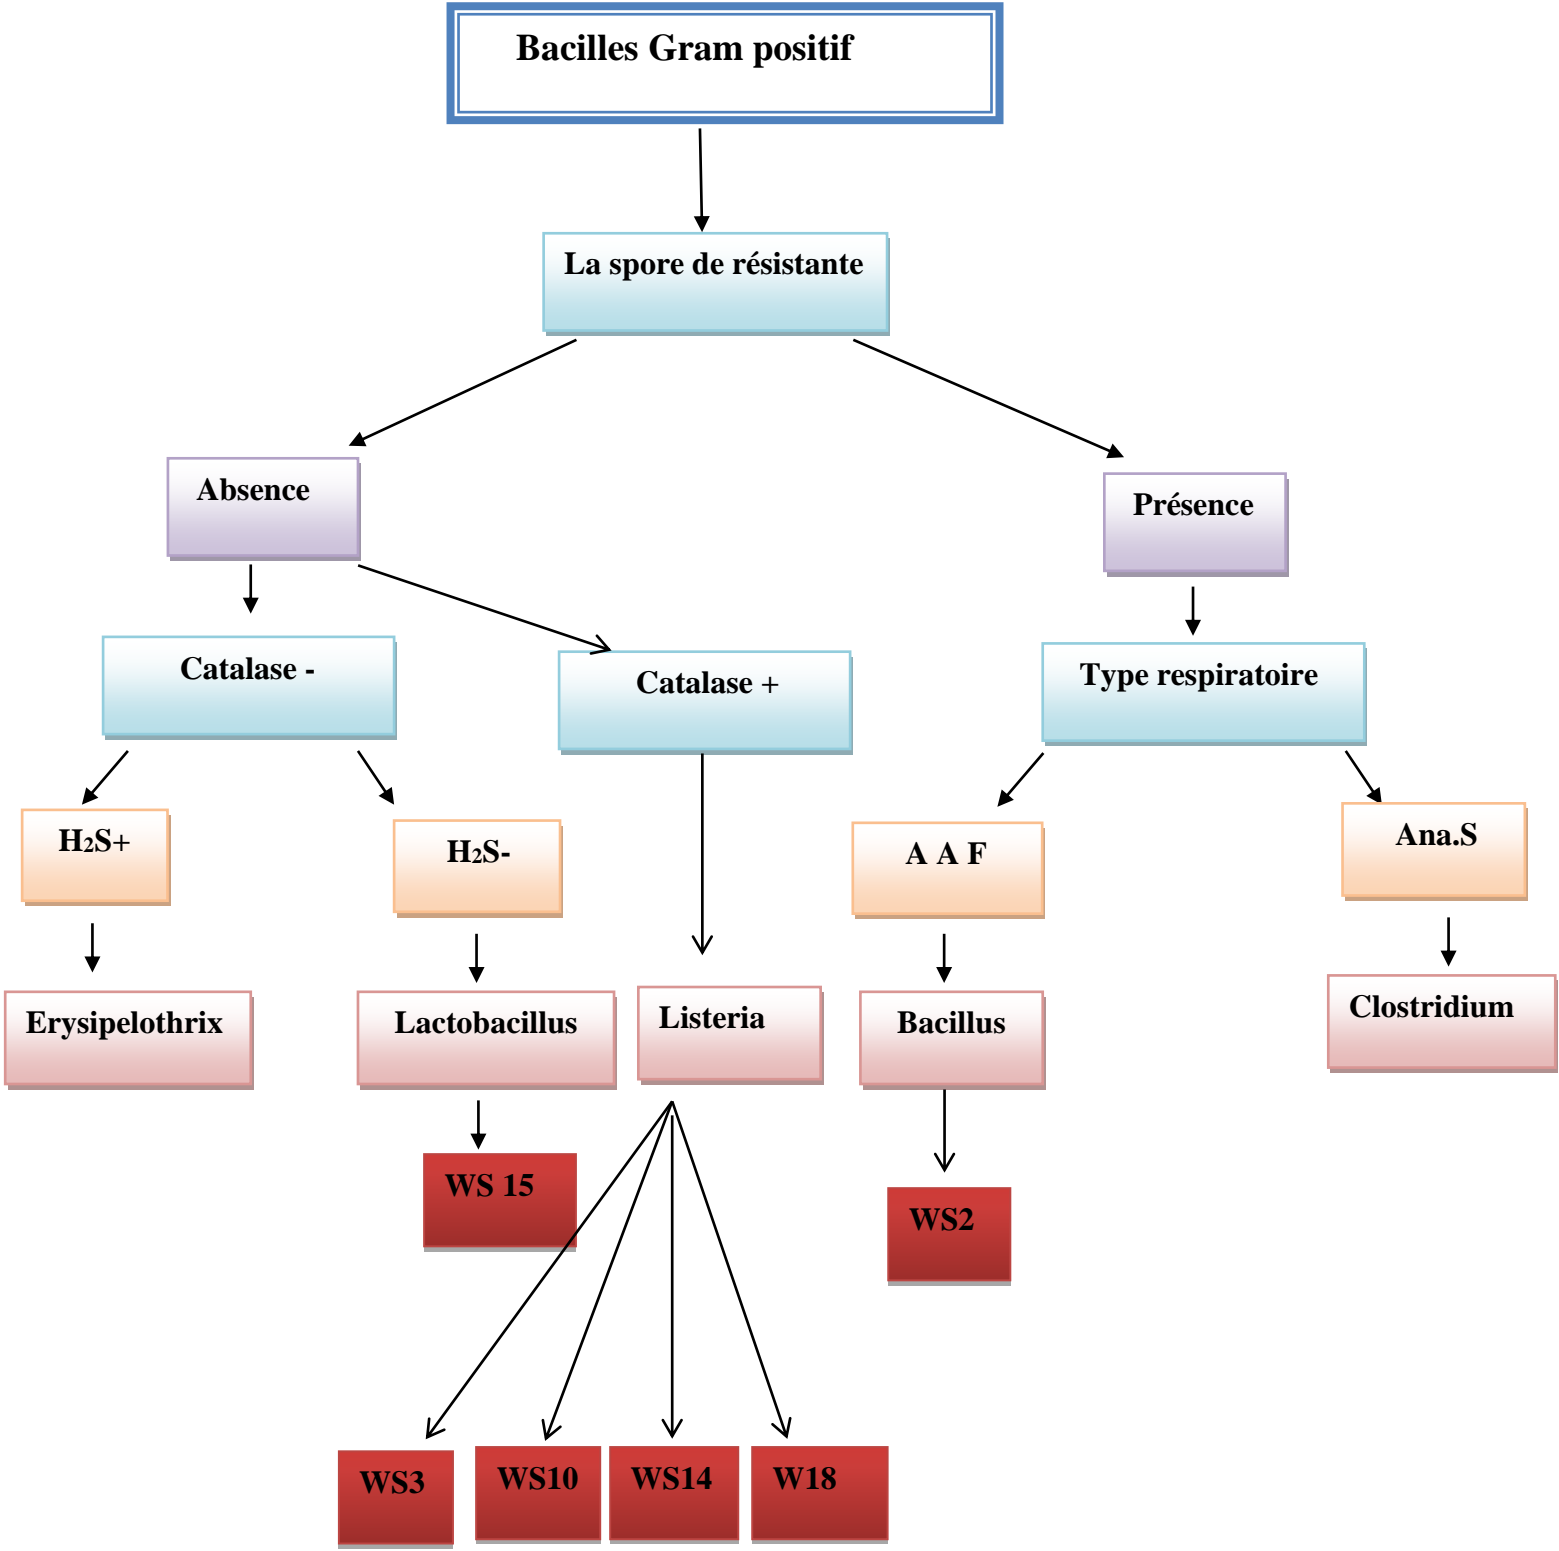 Bacilles Gram positif
La spore de résistante
Absence
Présence
Catalase -
Catalase +
Type respiratoire
H₂S+
H₂S-
A A F
Ana.S
Erysipelothrix
Lactobacillus
Listeria
Bacillus
Clostridium
WS 15
WS2
WS3
WS10
WS14
W18